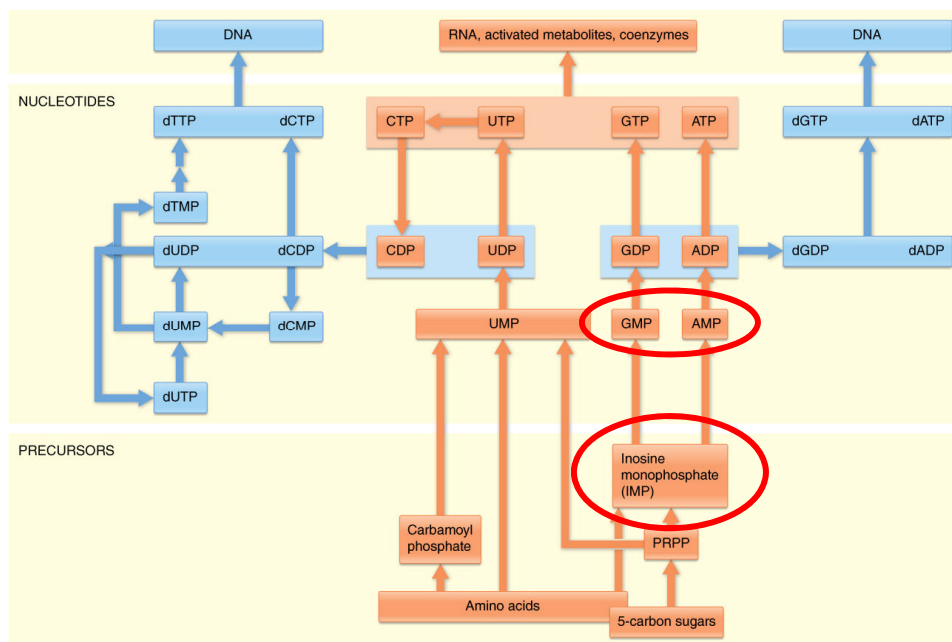 DNA
RNA, activated metabolites, coenzymes
DNA
NUCLEOTIDES
dTTP dCTP
CTP
UTP
GTP
ATP
dGTP dATP
dTMP
dUDP dCDP
CDP
UDP
GDP
ADP
dGDP dADP
dUMP
dCMP
UMP
GMP
AMP
dUTP
PRECURSORS
Inosine
monophosphate
(IMP)
Carbamoyl
phosphate
PRPP
Amino acids
5-carbon sugars